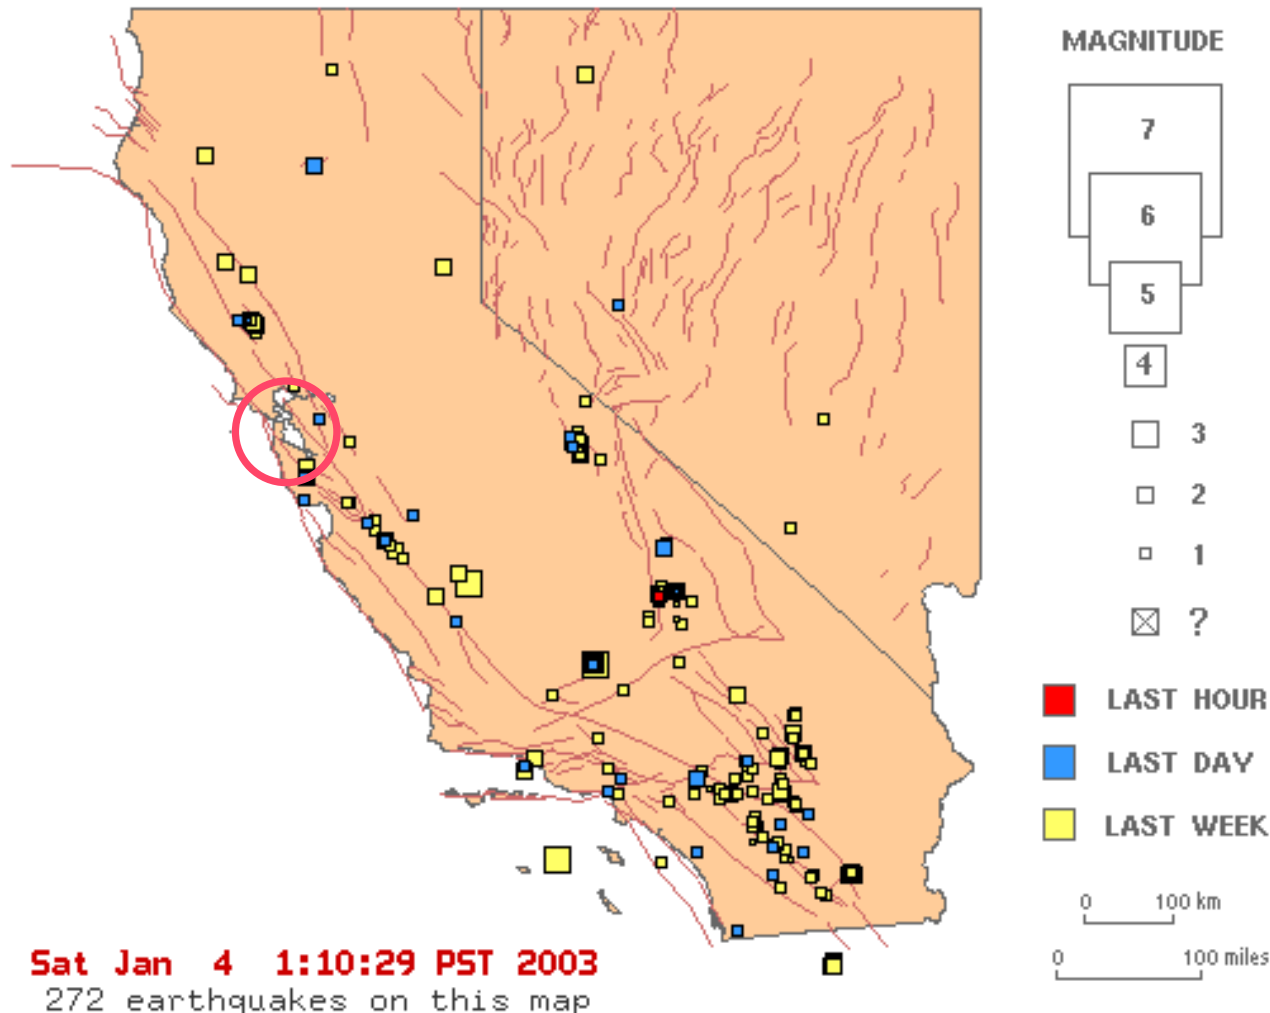 MAGNITUDE
7
6
5
4
3
2
1
?
LAST HOUR
LAST DAY
LAST WEEK
0 100 km
0 100 miles
Sat Jan 4 1:10:29 PST 2003
272 earthquakes on this map